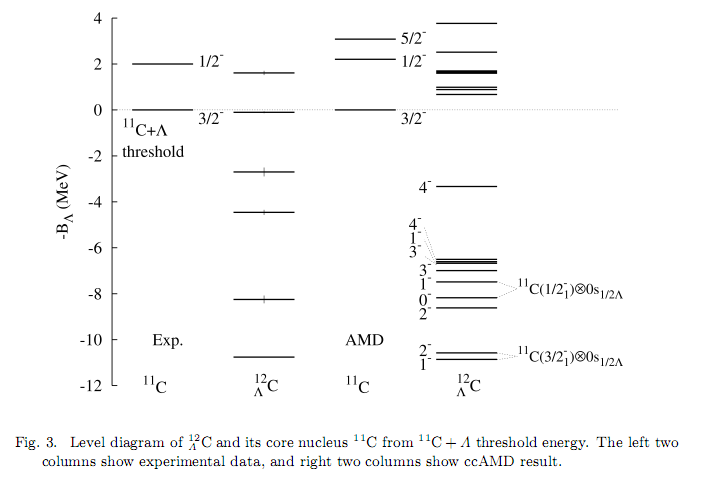 4
2
0
-2
-4
-6
-8
-10
-12
-B_Λ (MeV)
1/2⁻
3/2⁻
¹¹C+Λ
threshold
5/2⁻
1/2⁻
3/2⁻
4⁻
4⁻
1⁻
3⁻
3⁻
1⁻
0⁻
2⁻
2⁻
1⁻
¹¹C(1/2⁻₁)⊗0s₁/₂Λ
¹¹C(3/2⁻₁)⊗0s₁/₂Λ
Exp.
AMD
¹¹C
¹²_ΛC
¹¹C
¹²_ΛC
Fig. 3. Level diagram of ¹²_ΛC and its core nucleus ¹¹C from ¹¹C + Λ threshold energy. The left two
columns show experimental data, and right two columns show ccAMD result.